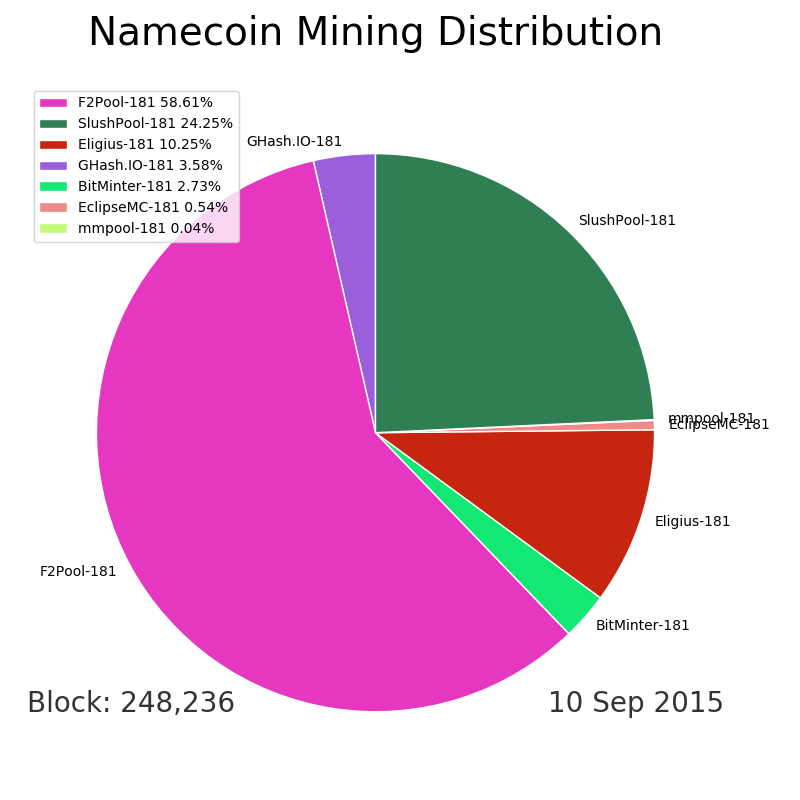 Namecoin Mining Distribution
F2Pool-181 58.61%
SlushPool-181 24.25%
Eligius-181 10.25%
GHash.IO-181 3.58%
BitMinter-181 2.73%
EclipseMC-181 0.54%
mmpool-181 0.04%
GHash.IO-181
SlushPool-181
mmpool-181
EclipseMC-181
Eligius-181
F2Pool-181
BitMinter-181
Block: 248,236
10 Sep 2015